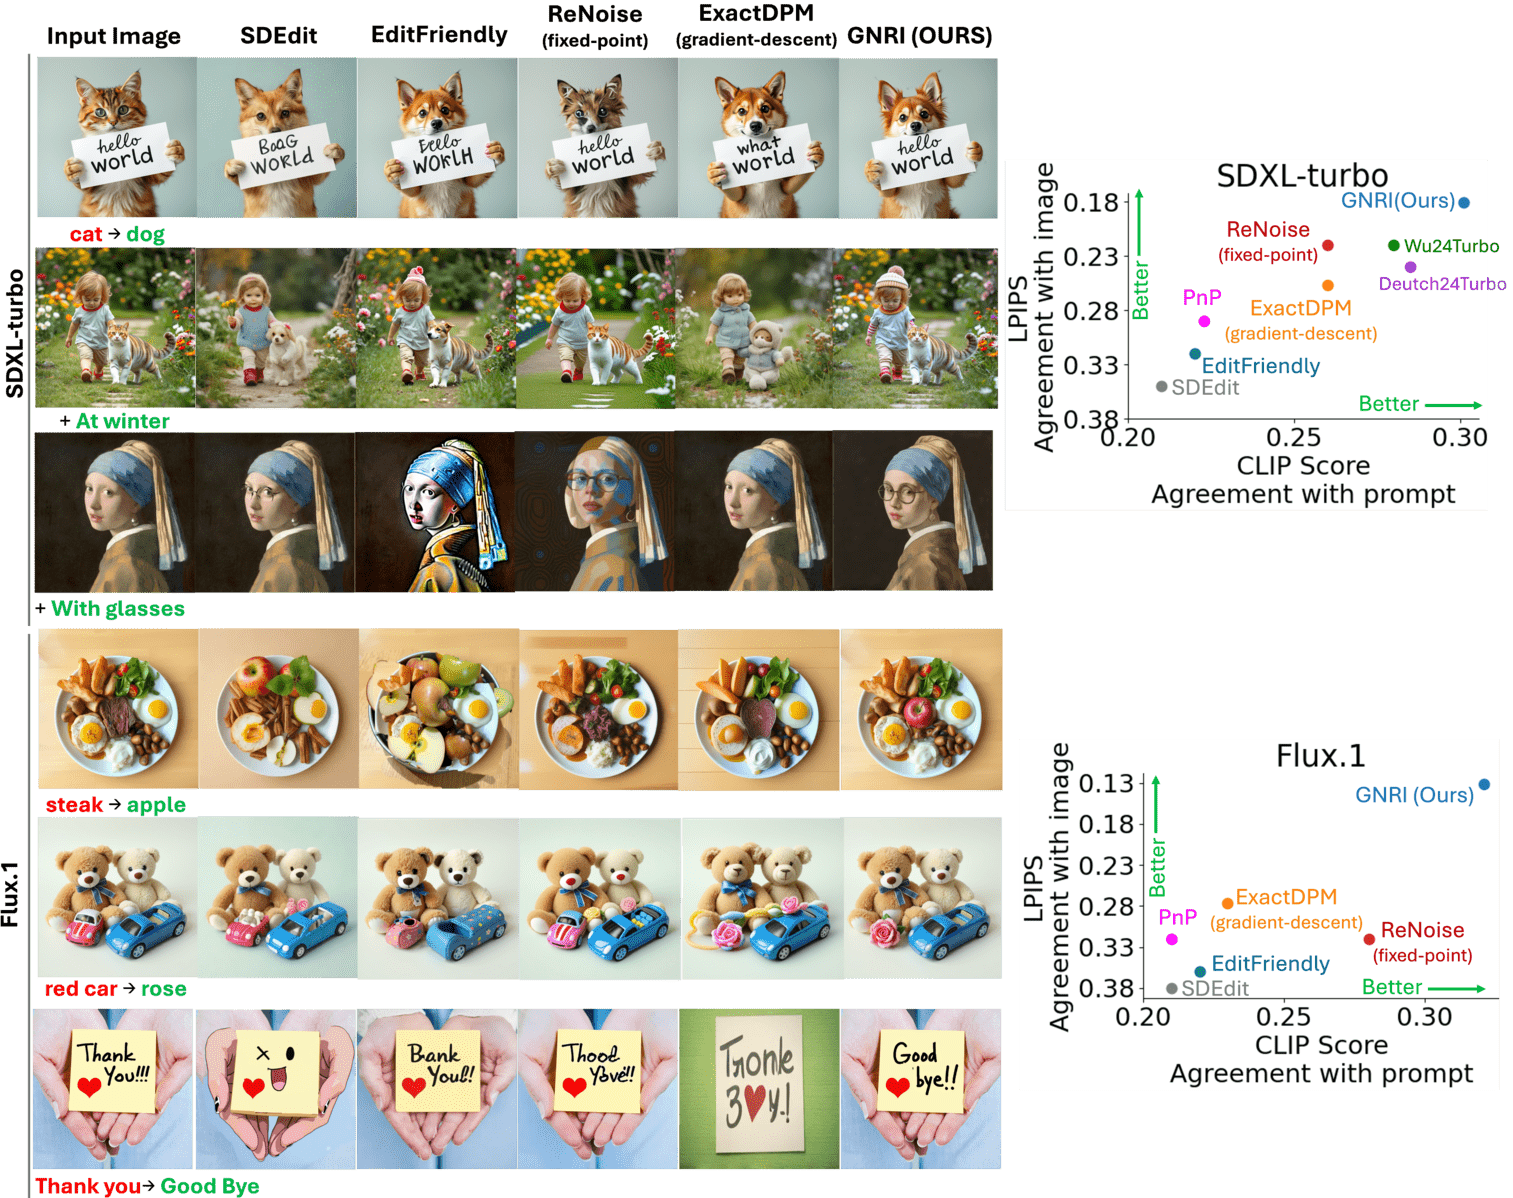 Input Image
SDEdit
EditFriendly
ReNoise
(fixed-point)
ExactDPM
(gradient-descent)
GNRI (OURS)
SDXL-turbo
hello
world
BaaG
WORLD
Eello
WOrlH
hello
world
what
world
hello
world
cat → dog
+ At winter
+ With glasses
Flux.1
steak → apple
red car → rose
Thank
You!!!
Bank
Youl!
Thood
Yove!!
Tronle
3♥y.!
Good
bye!!
Thank you→ Good Bye
SDXL-turbo
LPIPS
Agreement with image
0.18
0.23
0.28
0.33
0.38
Better
GNRI(Ours)
ReNoise
(fixed-point)
Wu24Turbo
Deutch24Turbo
PnP
ExactDPM
(gradient-descent)
EditFriendly
SDEdit
Better
0.20
0.25
0.30
CLIP Score
Agreement with prompt
Flux.1
LPIPS
Agreement with image
0.13
0.18
0.23
0.28
0.33
0.38
Better
GNRI (Ours)
ExactDPM
(gradient-descent)
PnP
ReNoise
(fixed-point)
EditFriendly
SDEdit
Better
0.20
0.25
0.30
CLIP Score
Agreement with prompt